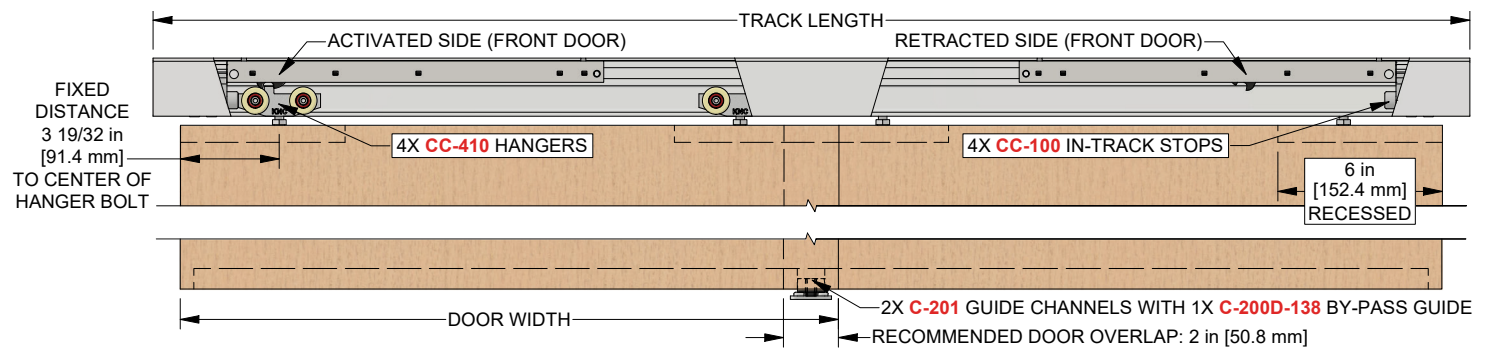 TRACK LENGTH
ACTIVATED SIDE (FRONT DOOR)
RETRACTED SIDE (FRONT DOOR)
FIXED
DISTANCE
3 19/32 in
[91.4 mm]
TO CENTER OF
HANGER BOLT
KNC
KNC
4X CC-410 HANGERS
4X CC-100 IN-TRACK STOPS
6 in
[152.4 mm]
RECESSED
2X C-201 GUIDE CHANNELS WITH 1X C-200D-138 BY-PASS GUIDE
DOOR WIDTH
RECOMMENDED DOOR OVERLAP: 2 in [50.8 mm]